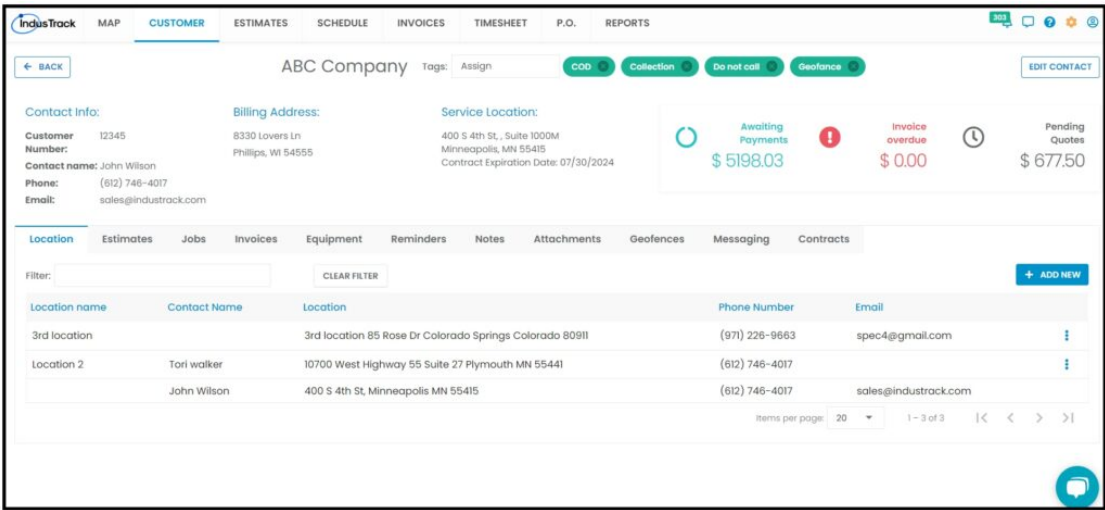 IndusTrack MAP CUSTOMER ESTIMATES SCHEDULE INVOICES TIMESHEET P.O. REPORTS 303
← BACK ABC Company Tags: Assign COD Collection Do not call Geofance EDIT CONTACT
Contact Info:
Customer Number: 12345
Contact name: John Wilson
Phone: (612) 746-4017
Email: sales@industrack.com
Billing Address:
8330 Lovers Ln
Phillips, WI 54555
Service Location:
400 S 4th St, , Suite 1000M
Minneapolis, MN 55415
Contract Expiration Date: 07/30/2024
Awaiting
Payments
$ 5198.03
Invoice
overdue
$ 0.00
Pending
Quotes
$ 677.50
Location Estimates Jobs Invoices Equipment Reminders Notes Attachments Geofences Messaging Contracts
Filter: CLEAR FILTER + ADD NEW
Location name Contact Name Location Phone Number Email
3rd location 3rd location 85 Rose Dr Colorado Springs Colorado 80911 (971) 226-9663 spec4@gmail.com
Location 2 Tori walker 10700 West Highway 55 Suite 27 Plymouth MN 55441 (612) 746-4017
John Wilson 400 S 4th St, Minneapolis MN 55415 (612) 746-4017 sales@industrack.com
Items per page: 20 1 – 3 of 3